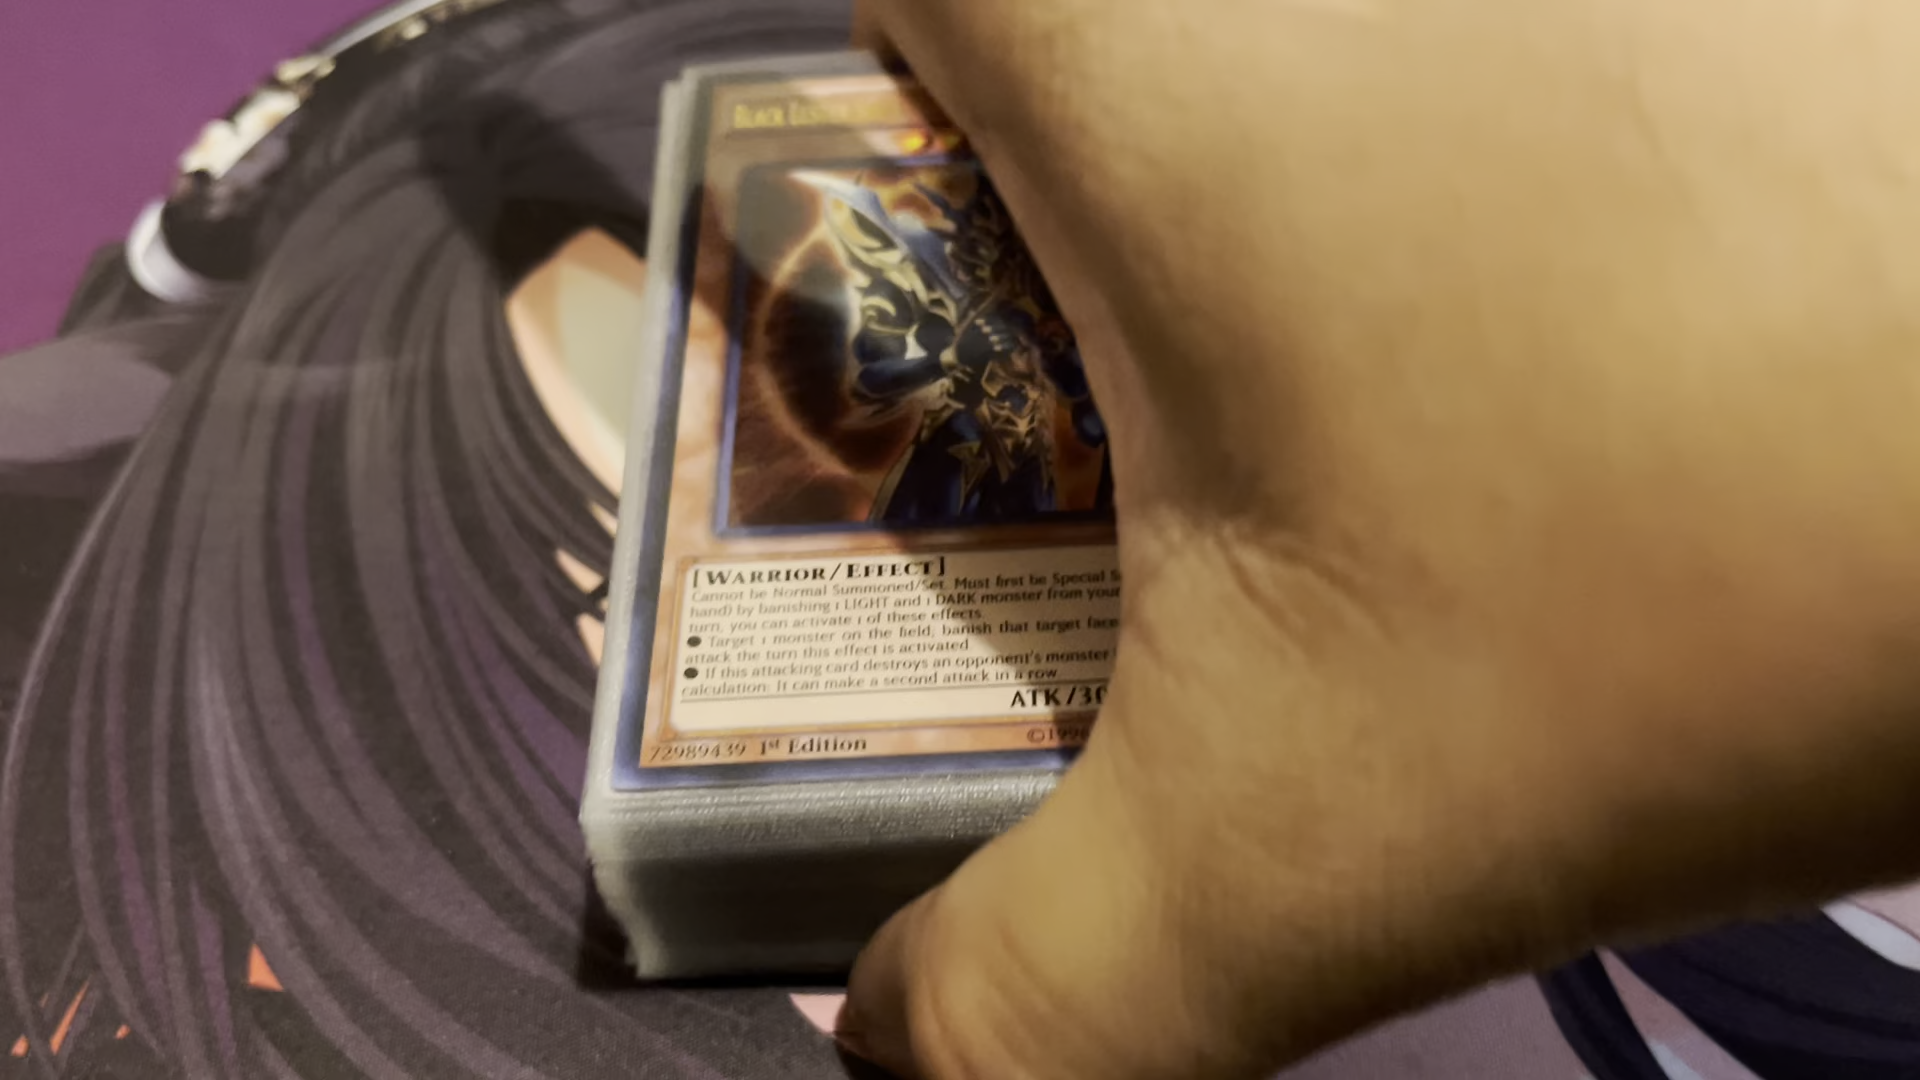 BLACK LUSTER
[WARRIOR/EFFECT]
Cannot be Normal Summoned/Set. Must first be Special
hand) by banishing 1 LIGHT and 1 DARK monster from your
turn, you can activate 1 of these effects.
● Target 1 monster on the field; banish that target
attack the turn this effect is activated
● If this attacking card destroys an opponent's monster
calculation: It can make a second attack in a row
ATK/30
72989439 1st Edition ©1996